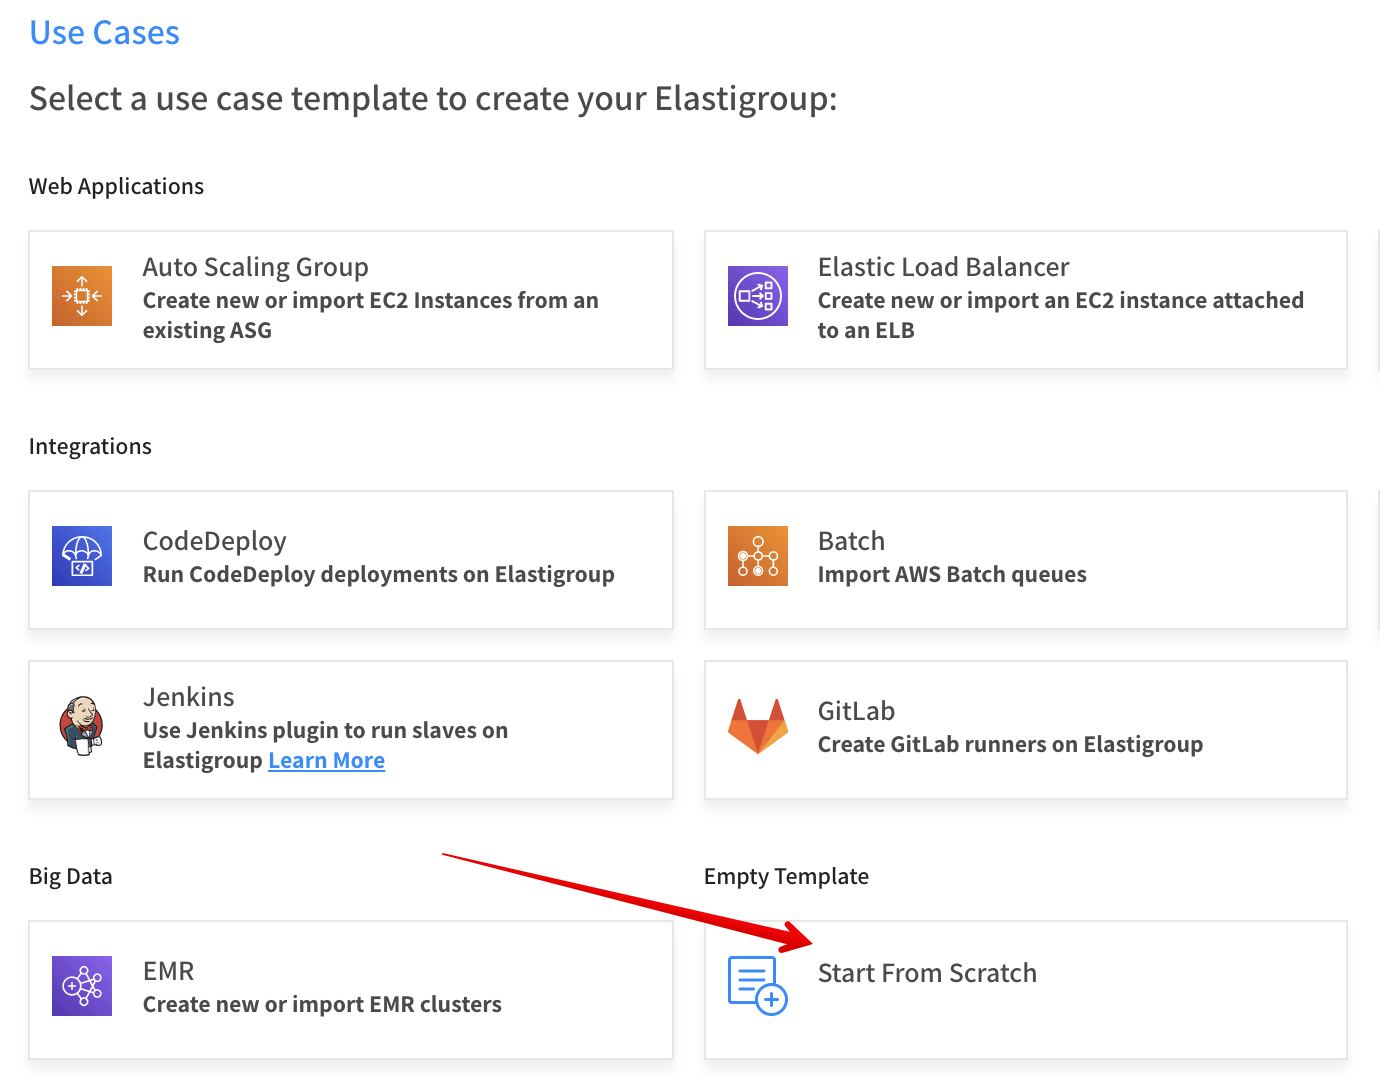 Use Cases
Select a use case template to create your Elastigroup:
Web Applications
Auto Scaling Group
Create new or import EC2 Instances from an
existing ASG
Elastic Load Balancer
Create new or import an EC2 instance attached
to an ELB
Integrations
CodeDeploy
Run CodeDeploy deployments on Elastigroup
Batch
Import AWS Batch queues
Jenkins
Use Jenkins plugin to run slaves on
Elastigroup Learn More
GitLab
Create GitLab runners on Elastigroup
Big Data
EMR
Create new or import EMR clusters
Empty Template
Start From Scratch